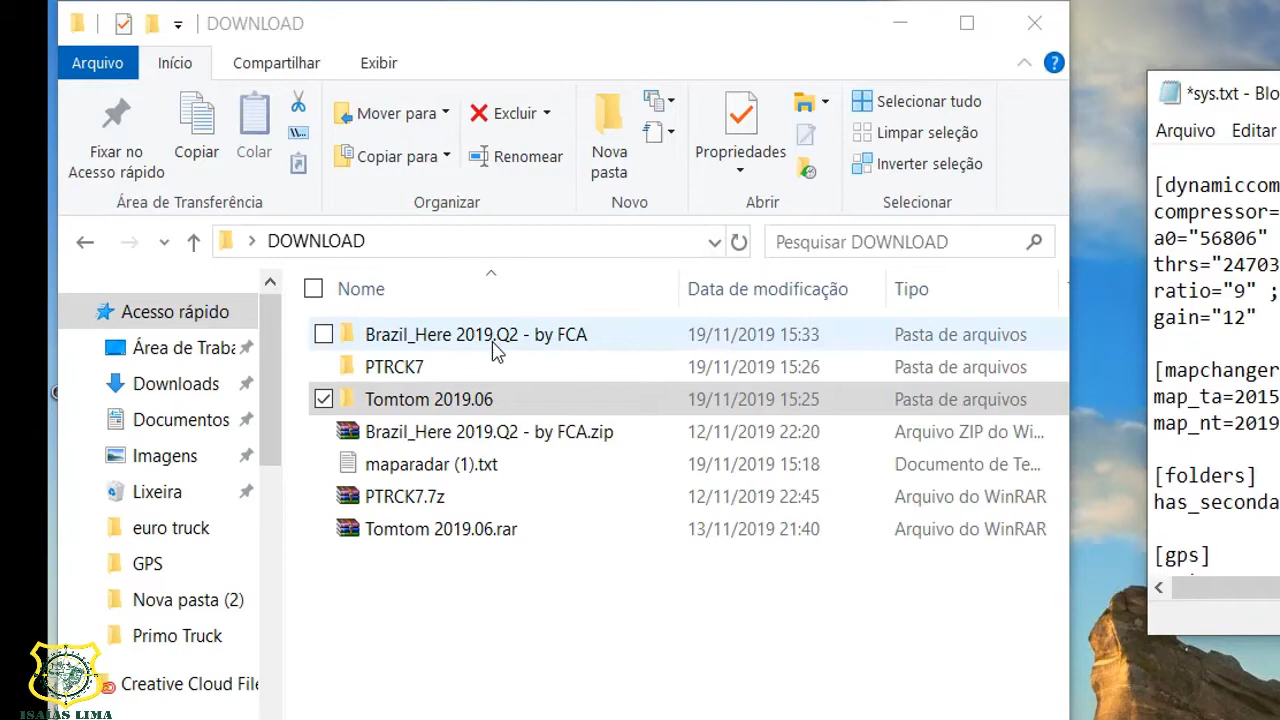 DOWNLOAD
Arquivo Início Compartilhar Exibir
Fixar no Acesso rápido
Copiar
Colar
Mover para
Copiar para
Excluir
Renomear
Nova pasta
Propriedades
Selecionar tudo
Limpar seleção
Inverter seleção
Área de Transferência Organizar Novo Abrir Selecionar
DOWNLOAD
Pesquisar DOWNLOAD
Acesso rápido
Área de Traba
Downloads
Documentos
Imagens
Lixeira
euro truck
GPS
Nova pasta (2)
Primo Truck
Creative Cloud File
Nome Data de modificação Tipo
Brazil_Here 2019.Q2 - by FCA 19/11/2019 15:33 Pasta de arquivos
PTRCK7 19/11/2019 15:26 Pasta de arquivos
Tomtom 2019.06 19/11/2019 15:25 Pasta de arquivos
Brazil_Here 2019.Q2 - by FCA.zip 12/11/2019 22:20 Arquivo ZIP do Wi...
maparadar (1).txt 19/11/2019 15:18 Documento de Te...
PTRCK7.7z 12/11/2019 22:45 Arquivo do WinRAR
Tomtom 2019.06.rar 13/11/2019 21:40 Arquivo do WinRAR
*sys.txt - Blo
Arquivo Editar
[dynamiccom
compressor=
a0="56806"
thrs="24703
ratio="9" ;
gain="12"
[mapchanger
map_ta=2015
map_nt=2019
[folders]
has_seconda
[gps]
ISAIAS LIMA